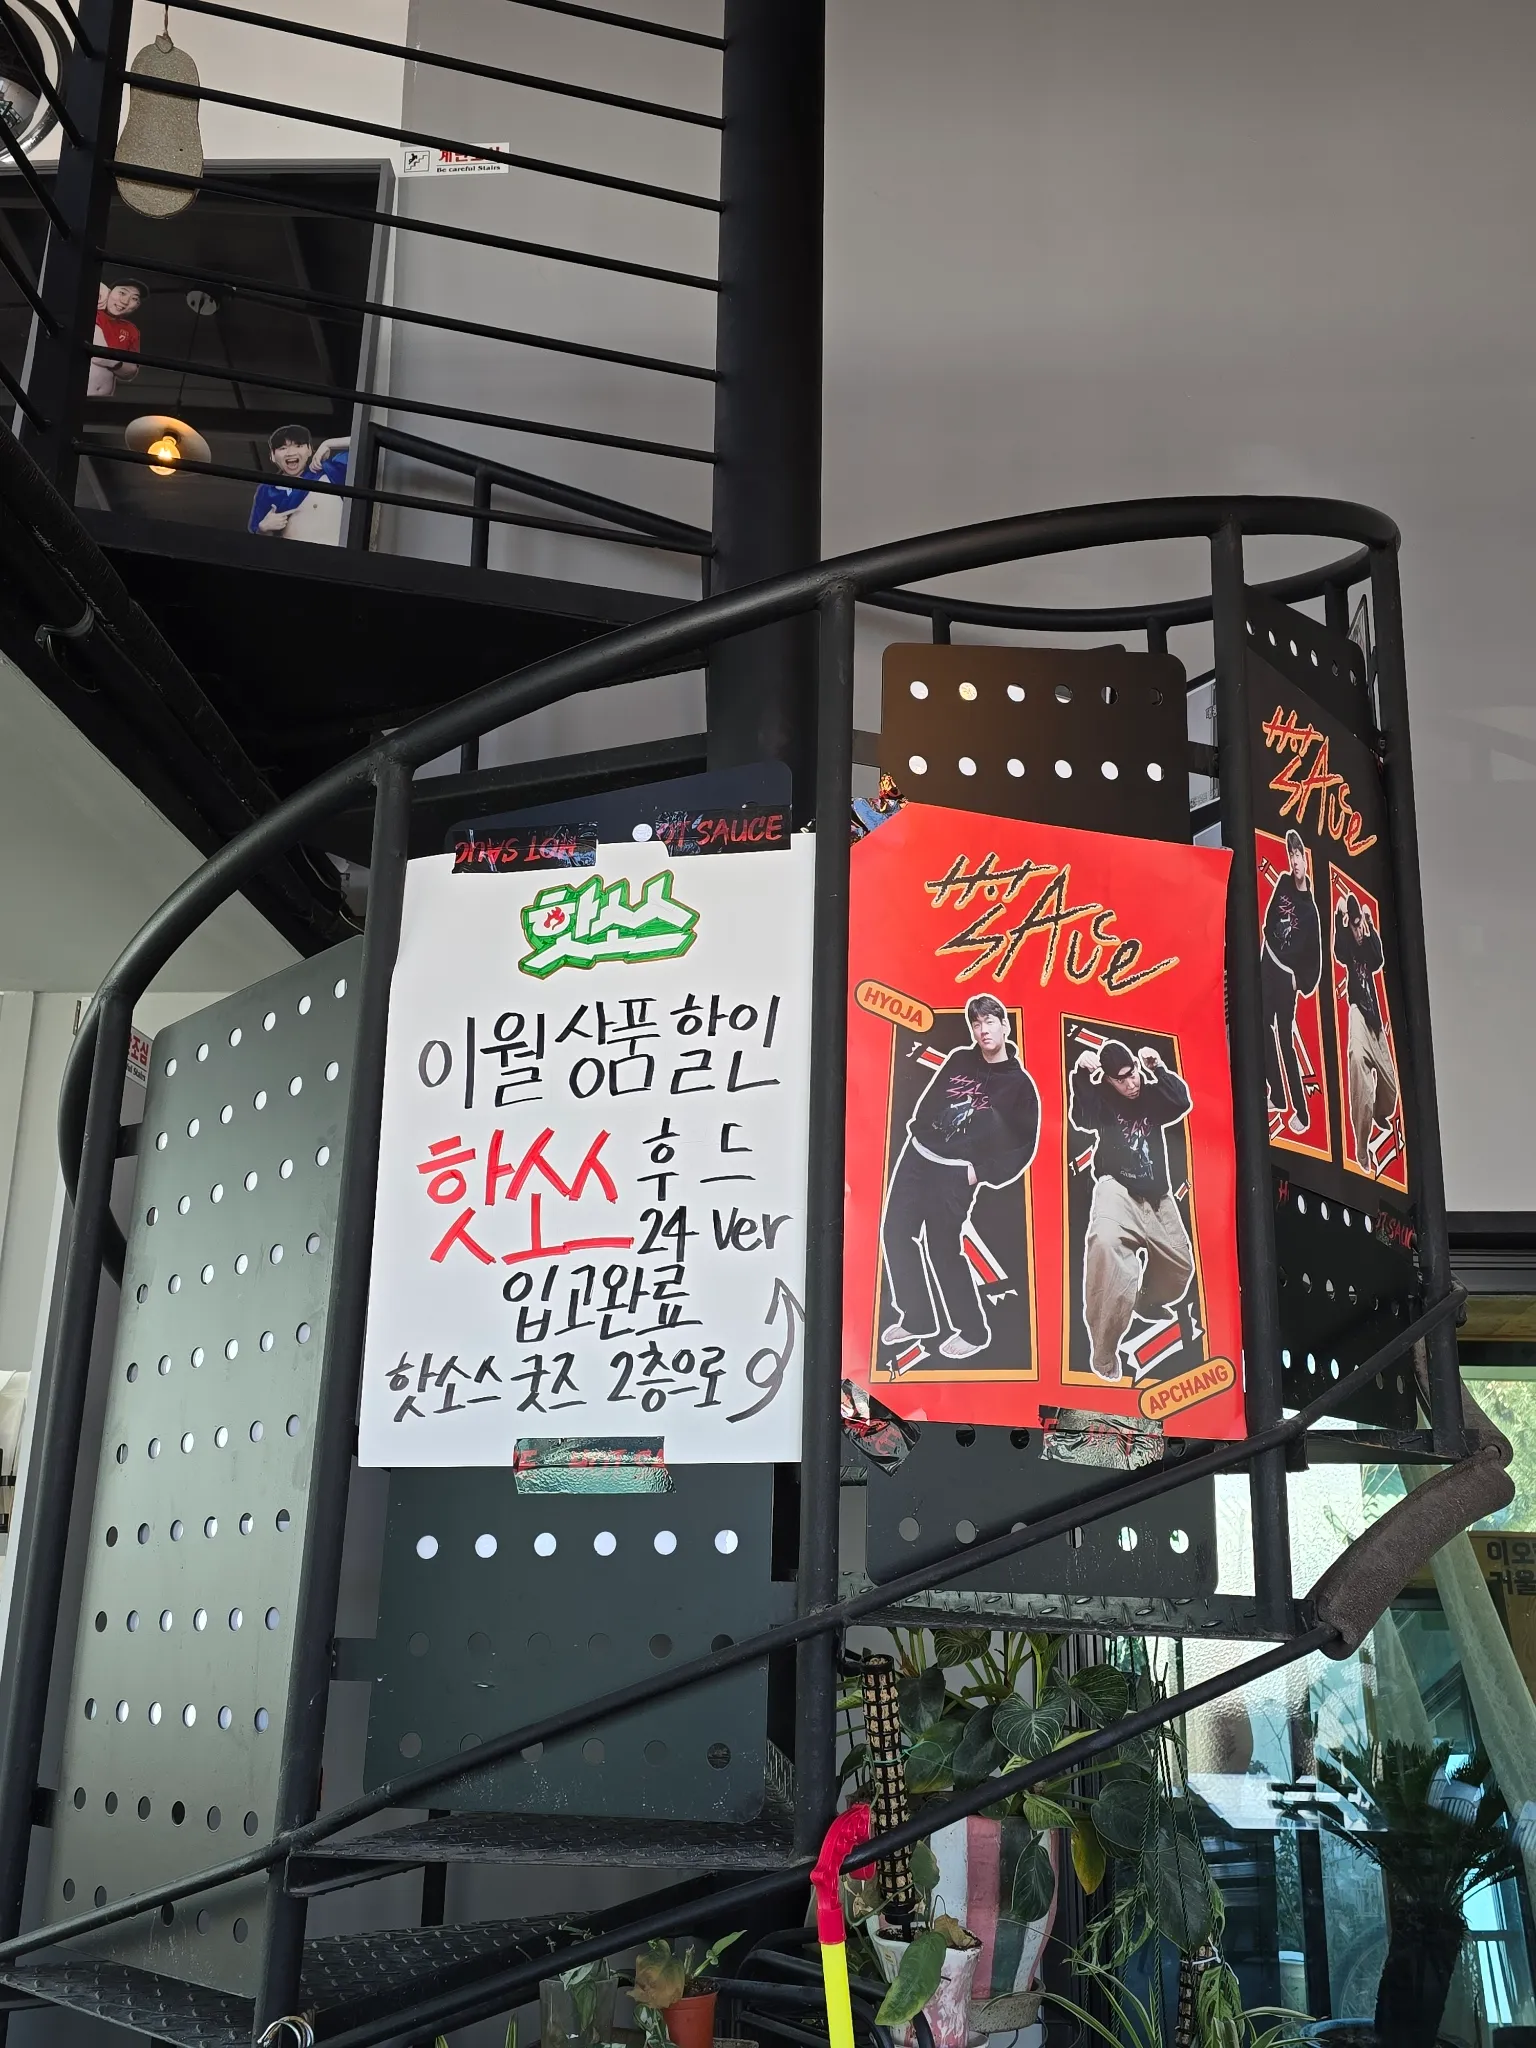 Be careful Stairs
HOT SAUCE
핫소스
이월상품할인
핫소스 후드
24 ver
입고완료
핫소스굿즈 2층으로
HOT SAUCE
HYOJA
APCHANG
HOT SAUCE
조심